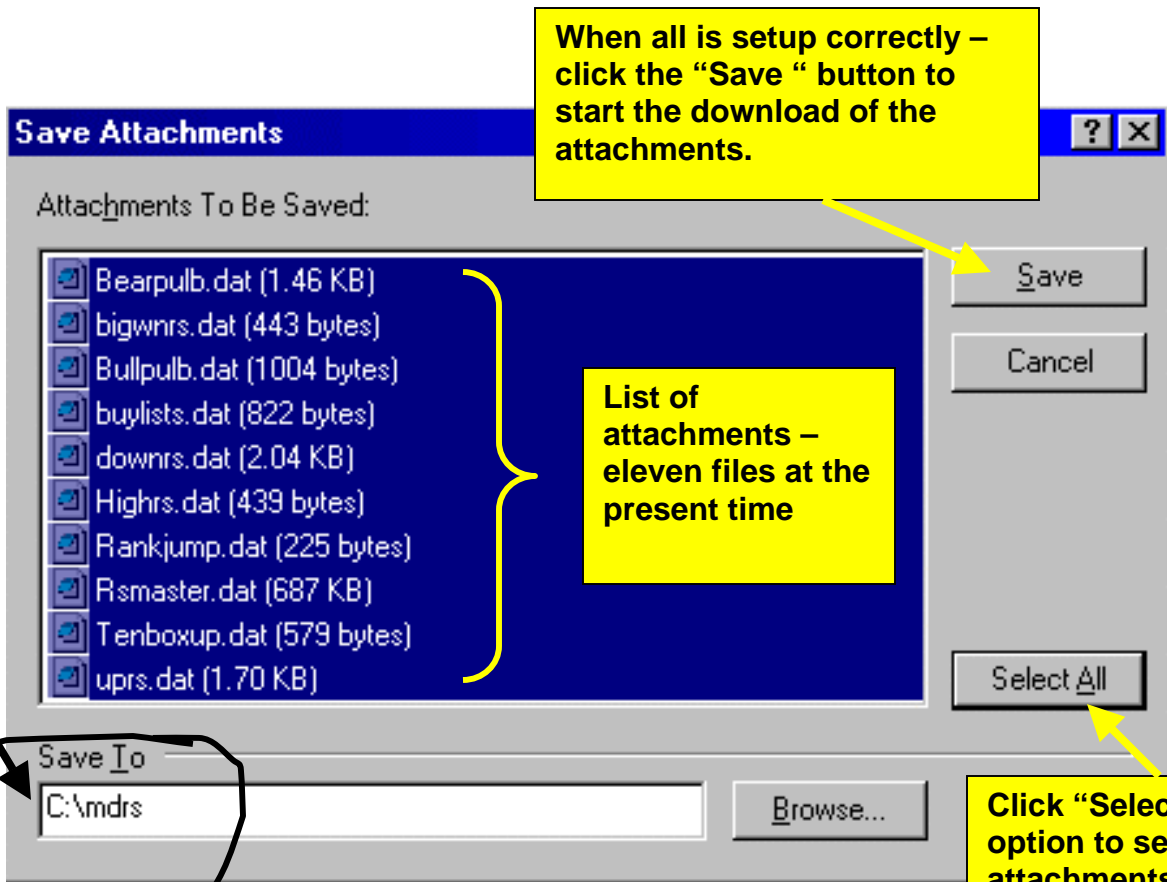 When all is setup correctly –
click the “Save “ button to
start the download of the
attachments.
Save Attachments
Attachments To Be Saved:
Bearpulb.dat (1.46 KB)
bigwnrs.dat (443 bytes)
Bullpulb.dat (1004 bytes)
buylists.dat (822 bytes)
downrs.dat (2.04 KB)
Highrs.dat (439 bytes)
Rankjump.dat (225 bytes)
Rsmaster.dat (687 KB)
Tenboxup.dat (579 bytes)
uprs.dat (1.70 KB)
List of
attachments –
eleven files at the
present time
Save
Cancel
Select All
Save To
C:\mdrs
Browse...
Click “Selec
option to se
attachments